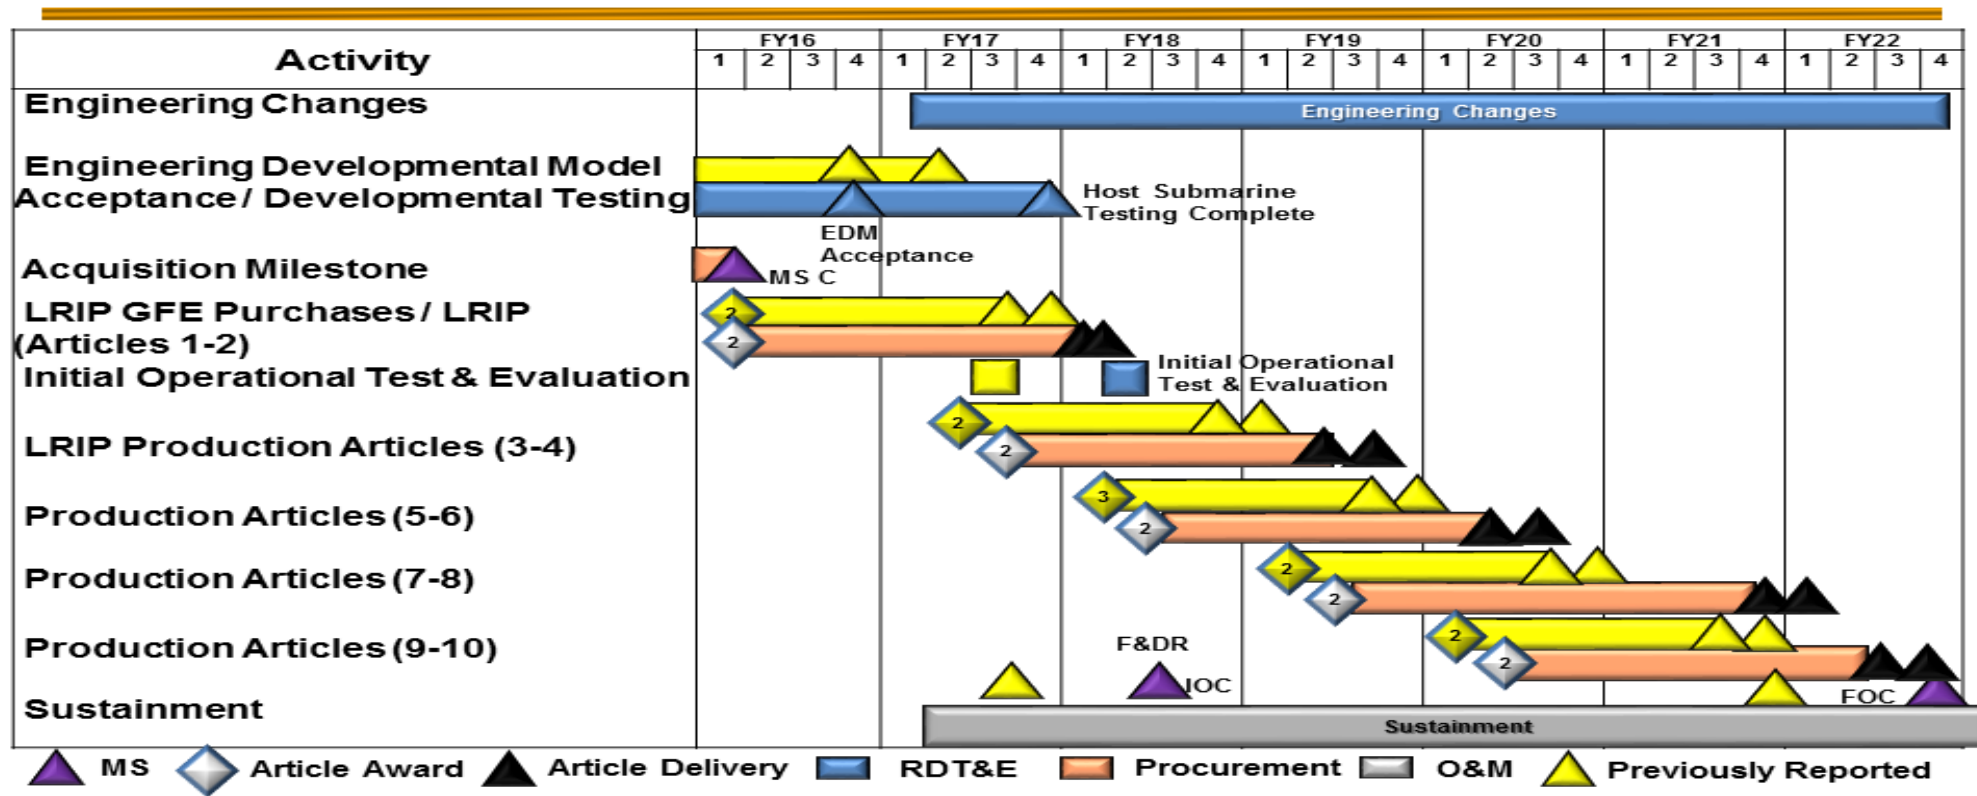 Activity
FY16 FY17 FY18 FY19 FY20 FY21 FY22
1 2 3 4 1 2 3 4 1 2 3 4 1 2 3 4 1 2 3 4 1 2 3 4 1 2 3 4
Engineering Changes
Engineering Changes
Engineering Developmental Model
Acceptance / Developmental Testing
Host Submarine
Testing Complete
EDM
Acceptance
Acquisition Milestone
MS C
LRIP GFE Purchases / LRIP
(Articles 1-2)
2
2
Initial Operational Test & Evaluation
Initial Operational
Test & Evaluation
2
LRIP Production Articles (3-4)
2
3
Production Articles (5-6)
2
2
Production Articles (7-8)
2
2
Production Articles (9-10)
2
F&DR
IOC
FOC
Sustainment
Sustainment
MS Article Award Article Delivery RDT&E Procurement O&M Previously Reported